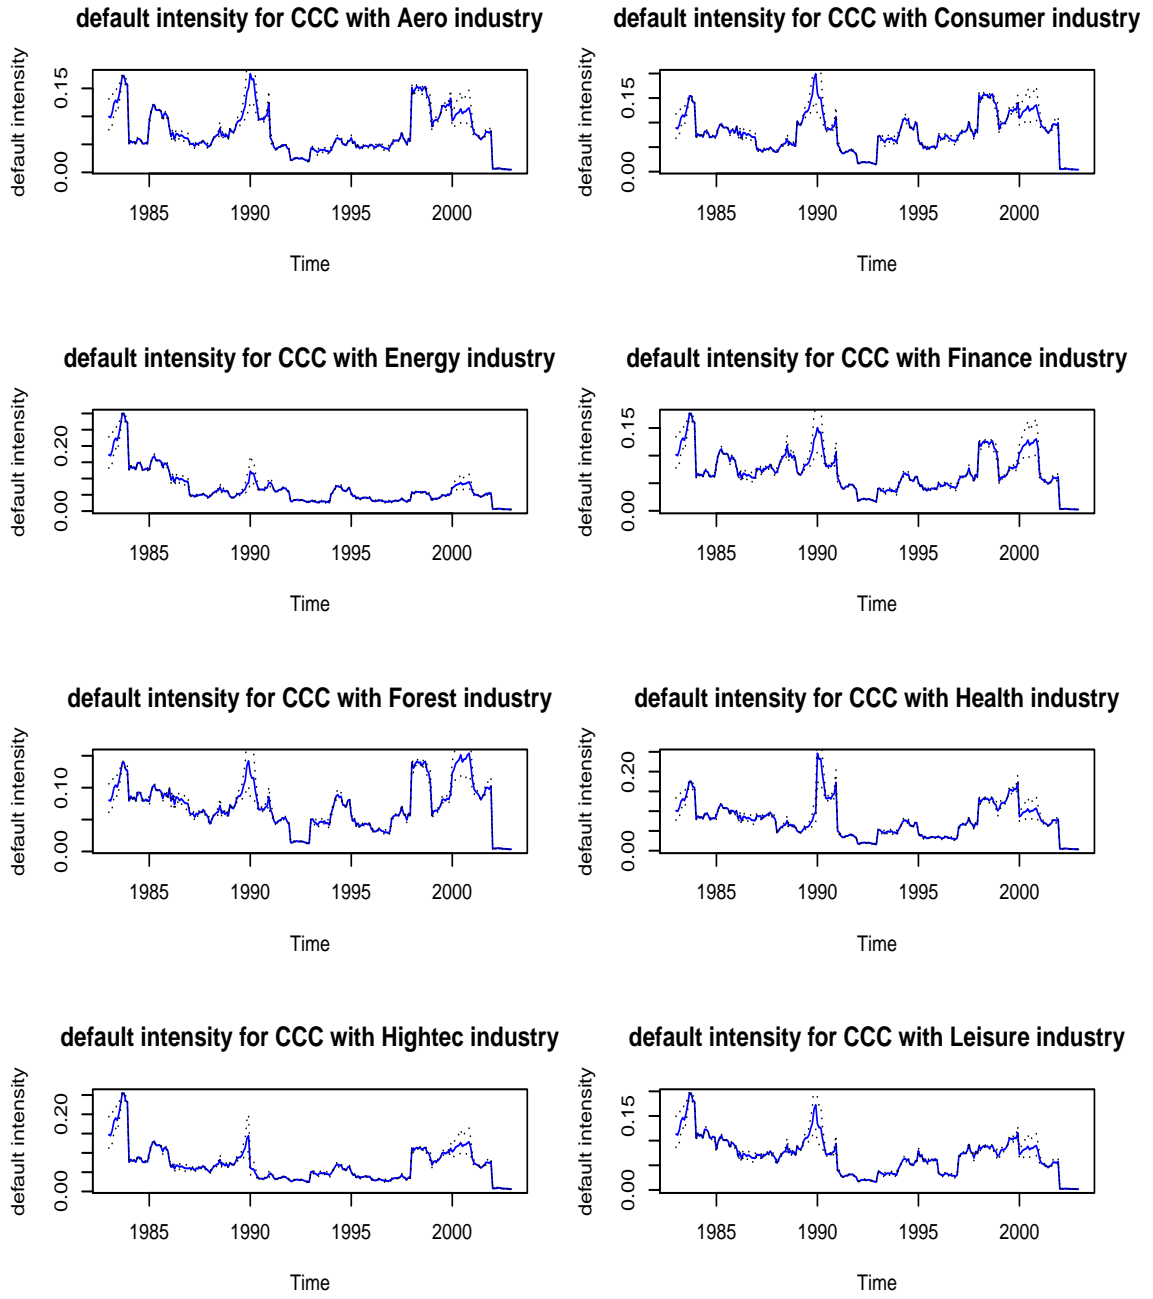 default intensity for CCC with Aero industry
default intensity
0.15
0.00
1985 1990 1995 2000
Time
default intensity for CCC with Consumer industry
default intensity
0.15
0.00
1985 1990 1995 2000
Time
default intensity for CCC with Energy industry
default intensity
0.20
0.00
1985 1990 1995 2000
Time
default intensity for CCC with Finance industry
default intensity
0.15
0.00
1985 1990 1995 2000
Time
default intensity for CCC with Forest industry
default intensity
0.10
0.00
1985 1990 1995 2000
Time
default intensity for CCC with Health industry
default intensity
0.20
0.00
1985 1990 1995 2000
Time
default intensity for CCC with Hightec industry
default intensity
0.20
0.00
1985 1990 1995 2000
Time
default intensity for CCC with Leisure industry
default intensity
0.15
0.00
1985 1990 1995 2000
Time